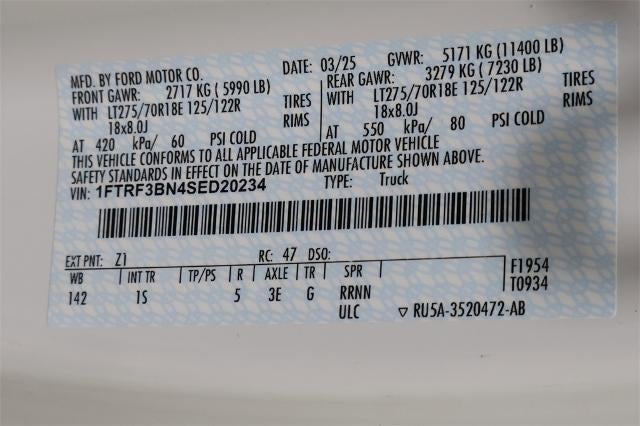 MFD. BY FORD MOTOR CO. DATE: 03/25 GVWR: 5171 KG (11400 LB)
FRONT GAWR: 2717 KG (5990 LB) REAR GAWR: 3279 KG (7230 LB)
WITH LT275/70R18E 125/122R TIRES WITH LT275/70R18E 125/122R TIRES
18x8.0J RIMS 18x8.0J RIMS
AT 420 kPa/ 60 PSI COLD AT 550 kPa/ 80 PSI COLD
THIS VEHICLE CONFORMS TO ALL APPLICABLE FEDERAL MOTOR VEHICLE
SAFETY STANDARDS IN EFFECT ON THE DATE OF MANUFACTURE SHOWN ABOVE.
VIN: 1FTRF3BN4SED20234 TYPE: Truck
EXT PNT: Z1 RC: 47 DSO:
WB INT TR TP/PS R AXLE TR SPR F1954
142 1S 5 3E G RRNN T0934
ULC ▽ RU5A-3520472-AB